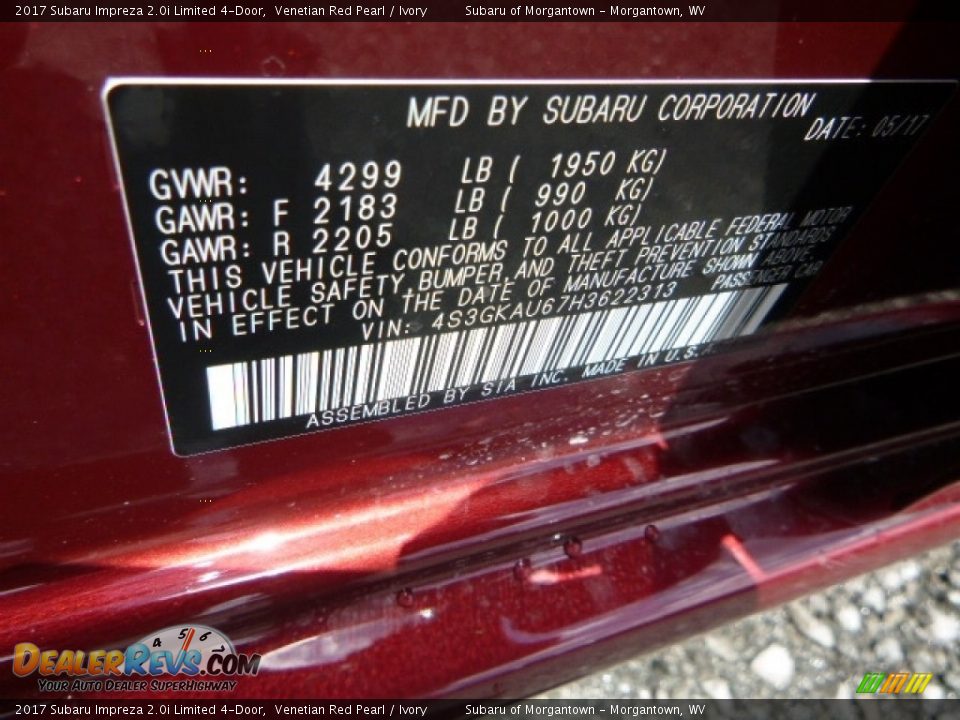 2017 Subaru Impreza 2.0i Limited 4-Door, Venetian Red Pearl / Ivory Subaru of Morgantown - Morgantown, WV
MFD BY SUBARU CORPORATION
DATE: 05/17
GVWR: 4299 LB ( 1950 KG)
GAWR: F 2183 LB ( 990 KG)
GAWR: R 2205 LB ( 1000 KG)
THIS VEHICLE CONFORMS TO ALL APPLICABLE FEDERAL MOTOR
VEHICLE SAFETY,BUMPER,AND THEFT PREVENTION STANDARDS
IN EFFECT ON THE DATE OF MANUFACTURE SHOWN ABOVE.
VIN: 4S3GKAU67H3622313 PASSENGER CAR
ASSEMBLED BY SIA INC. MADE IN U.S.A.
4 5 6
DEALERREVS.COM
YOUR AUTO DEALER SUPERHIGHWAY
2017 Subaru Impreza 2.0i Limited 4-Door, Venetian Red Pearl / Ivory Subaru of Morgantown - Morgantown, WV